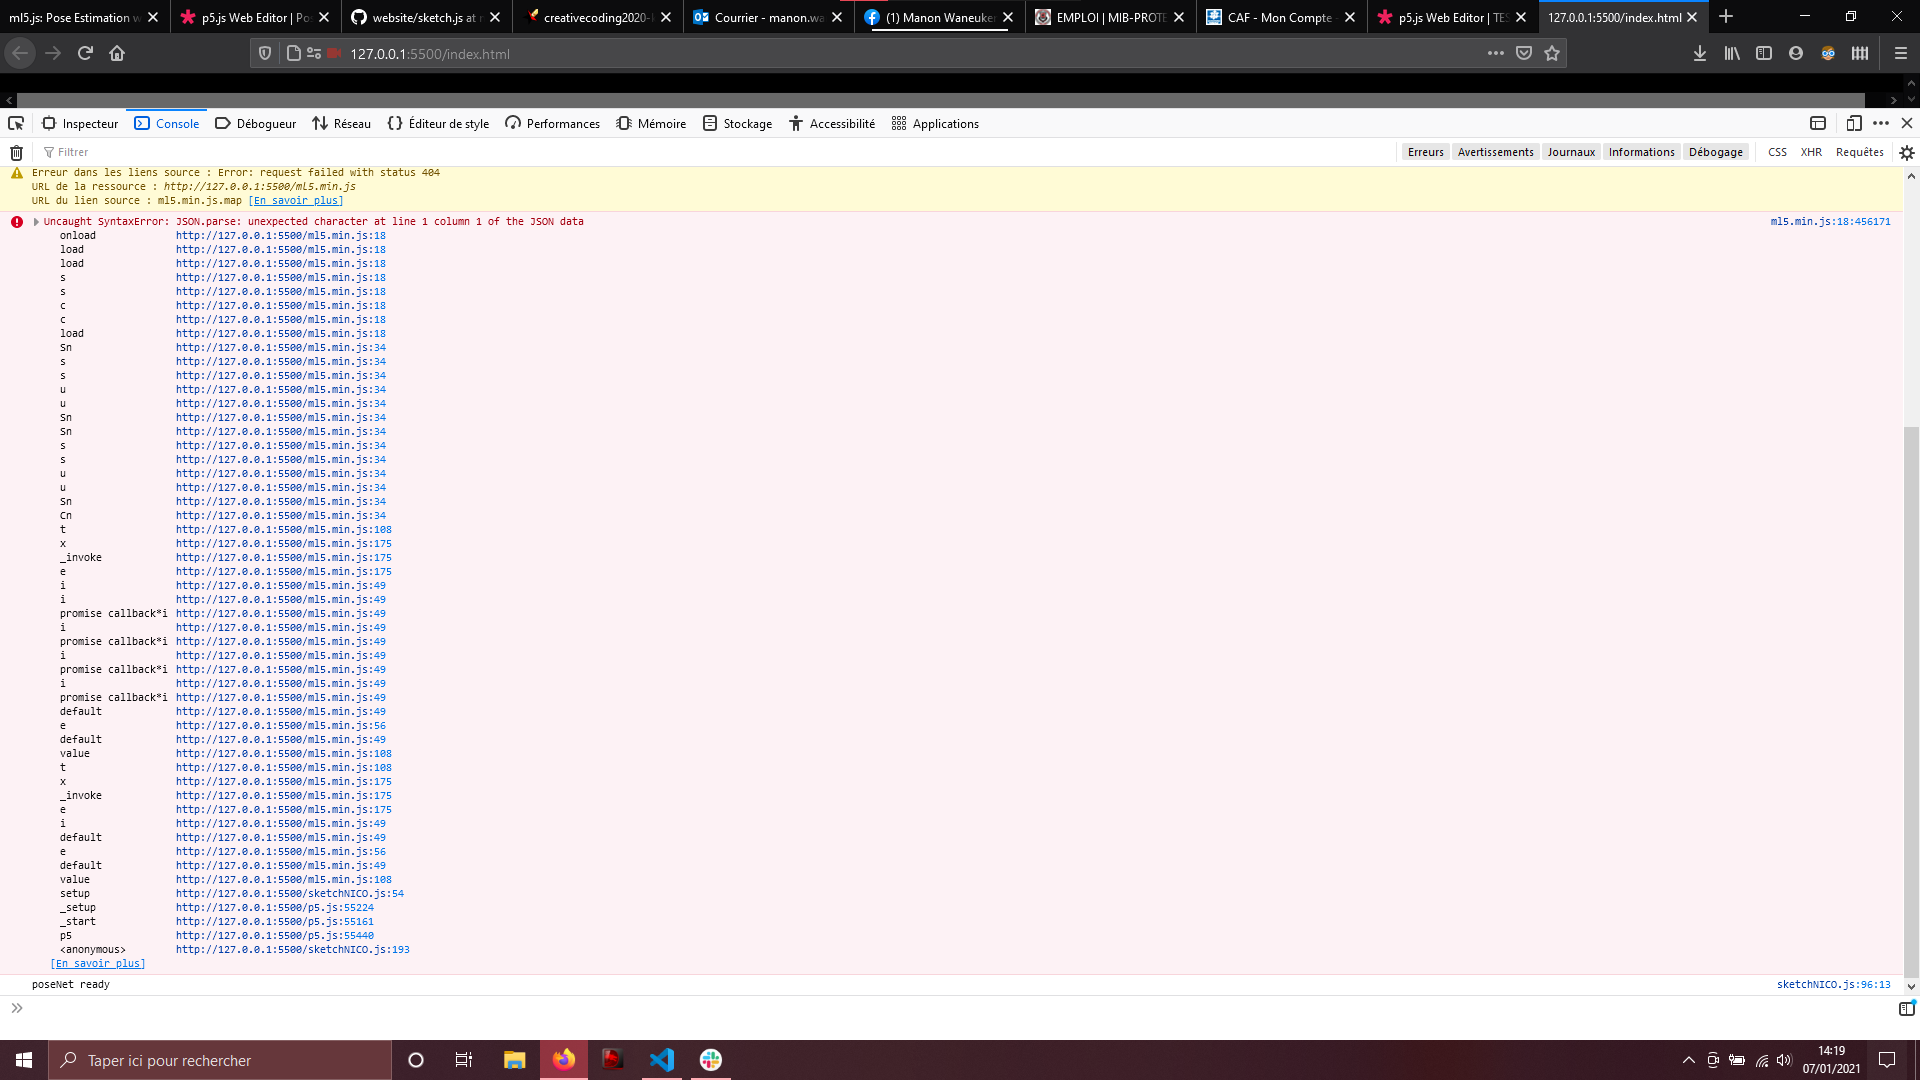 ml5.js: Pose Estimation w
p5.js Web Editor | Pos
website/sketch.js at m
creativecoding2020-
Courrier - manon.wa
(1) Manon Waneuker
EMPLOI | MIB-PROTE
CAF - Mon Compte -
p5.js Web Editor | TES
127.0.0.1:5500/index.html
127.0.0.1:5500/index.html
Inspecteur
Console
Débogueur
Réseau
Éditeur de style
Performances
Mémoire
Stockage
Accessibilité
Applications
Filtrer
Erreurs
Avertissements
Journaux
Informations
Débogage
CSS
XHR
Requêtes
Erreur dans les liens source : Error: request failed with status 404
URL de la ressource : http://127.0.0.1:5500/ml5.min.js
URL du lien source : ml5.min.js.map [En savoir plus]
Uncaught SyntaxError: JSON.parse: unexpected character at line 1 column 1 of the JSON data ml5.min.js:18:456171
onload http://127.0.0.1:5500/ml5.min.js:18
load http://127.0.0.1:5500/ml5.min.js:18
load http://127.0.0.1:5500/ml5.min.js:18
s http://127.0.0.1:5500/ml5.min.js:18
s http://127.0.0.1:5500/ml5.min.js:18
c http://127.0.0.1:5500/ml5.min.js:18
c http://127.0.0.1:5500/ml5.min.js:18
load http://127.0.0.1:5500/ml5.min.js:18
Sn http://127.0.0.1:5500/ml5.min.js:34
s http://127.0.0.1:5500/ml5.min.js:34
s http://127.0.0.1:5500/ml5.min.js:34
u http://127.0.0.1:5500/ml5.min.js:34
u http://127.0.0.1:5500/ml5.min.js:34
Sn http://127.0.0.1:5500/ml5.min.js:34
Sn http://127.0.0.1:5500/ml5.min.js:34
s http://127.0.0.1:5500/ml5.min.js:34
s http://127.0.0.1:5500/ml5.min.js:34
u http://127.0.0.1:5500/ml5.min.js:34
u http://127.0.0.1:5500/ml5.min.js:34
Sn http://127.0.0.1:5500/ml5.min.js:34
Cn http://127.0.0.1:5500/ml5.min.js:34
t http://127.0.0.1:5500/ml5.min.js:108
x http://127.0.0.1:5500/ml5.min.js:175
_invoke http://127.0.0.1:5500/ml5.min.js:175
e http://127.0.0.1:5500/ml5.min.js:175
i http://127.0.0.1:5500/ml5.min.js:49
i http://127.0.0.1:5500/ml5.min.js:49
promise callback*i http://127.0.0.1:5500/ml5.min.js:49
i http://127.0.0.1:5500/ml5.min.js:49
promise callback*i http://127.0.0.1:5500/ml5.min.js:49
i http://127.0.0.1:5500/ml5.min.js:49
promise callback*i http://127.0.0.1:5500/ml5.min.js:49
i http://127.0.0.1:5500/ml5.min.js:49
promise callback*i http://127.0.0.1:5500/ml5.min.js:49
default http://127.0.0.1:5500/ml5.min.js:49
e http://127.0.0.1:5500/ml5.min.js:56
default http://127.0.0.1:5500/ml5.min.js:49
value http://127.0.0.1:5500/ml5.min.js:108
t http://127.0.0.1:5500/ml5.min.js:108
x http://127.0.0.1:5500/ml5.min.js:175
_invoke http://127.0.0.1:5500/ml5.min.js:175
e http://127.0.0.1:5500/ml5.min.js:175
i http://127.0.0.1:5500/ml5.min.js:49
default http://127.0.0.1:5500/ml5.min.js:49
e http://127.0.0.1:5500/ml5.min.js:56
default http://127.0.0.1:5500/ml5.min.js:49
value http://127.0.0.1:5500/ml5.min.js:108
setup http://127.0.0.1:5500/sketchNICO.js:54
_setup http://127.0.0.1:5500/p5.js:55224
_start http://127.0.0.1:5500/p5.js:55161
p5 http://127.0.0.1:5500/p5.js:55440
<anonymous> http://127.0.0.1:5500/sketchNICO.js:193
[En savoir plus]
poseNet ready sketchNICO.js:96:13
Taper ici pour rechercher
14:19
07/01/2021